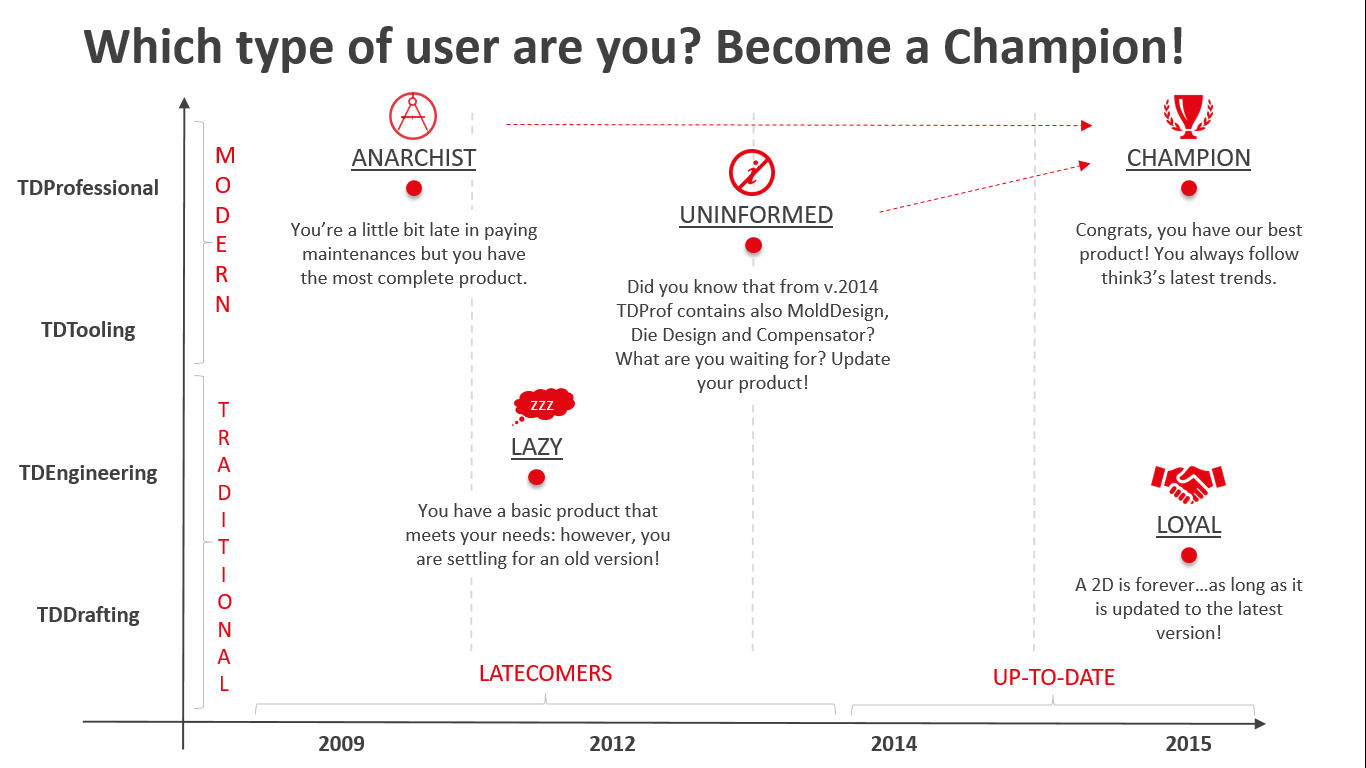 Which type of user are you? Become a Champion!
TDProfessional
TDTooling
TDEngineering
TDDrafting
MODERN
TRADITIONAL
ANARCHIST
You’re a little bit late in paying
maintenances but you have
the most complete product.
UNINFORMED
Did you know that from v.2014
TDProf contains also MoldDesign,
Die Design and Compensator?
What are you waiting for? Update
your product!
CHAMPION
Congrats, you have our best
product! You always follow
think3’s latest trends.
zzz
LAZY
You have a basic product that
meets your needs: however, you
are settling for an old version!
LOYAL
A 2D is forever…as long as it
is updated to the latest
version!
LATECOMERS
UP-TO-DATE
2009 2012 2014 2015